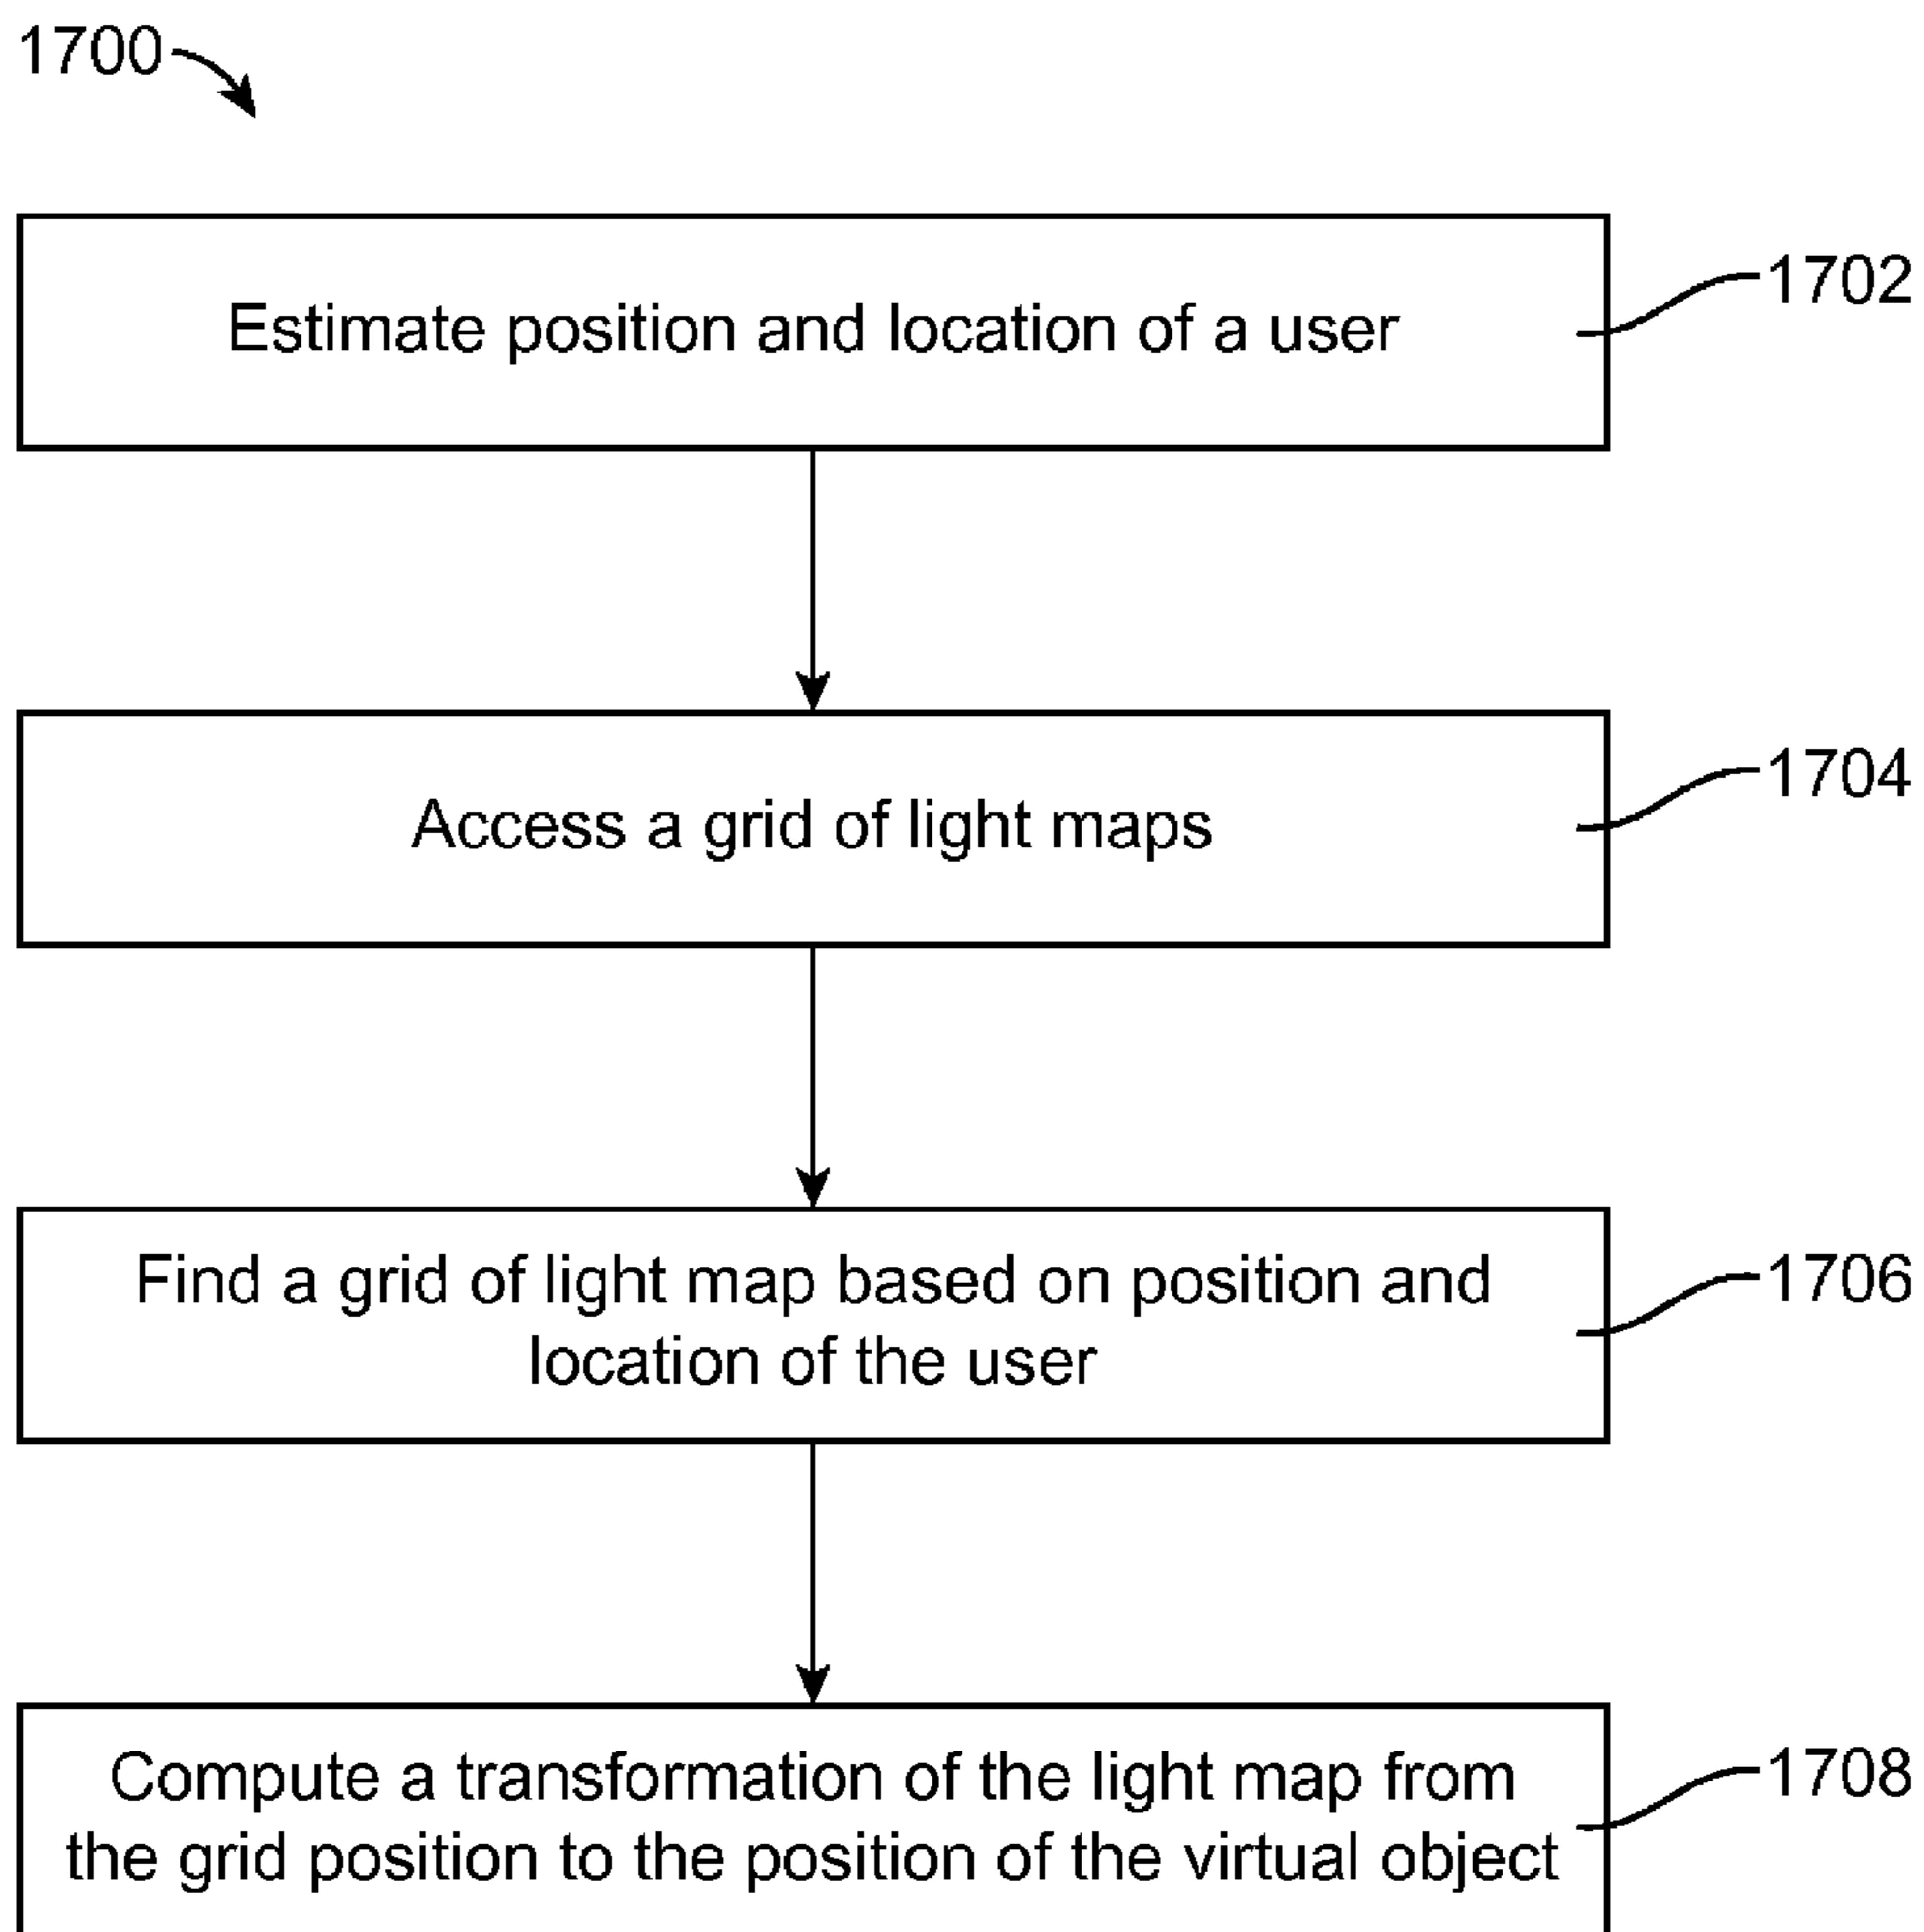 1700
Estimate position and location of a user
1702
Access a grid of light maps
1704
Find a grid of light map based on position and
location of the user
1706
Compute a transformation of the light map from
the grid position to the position of the virtual object
1708